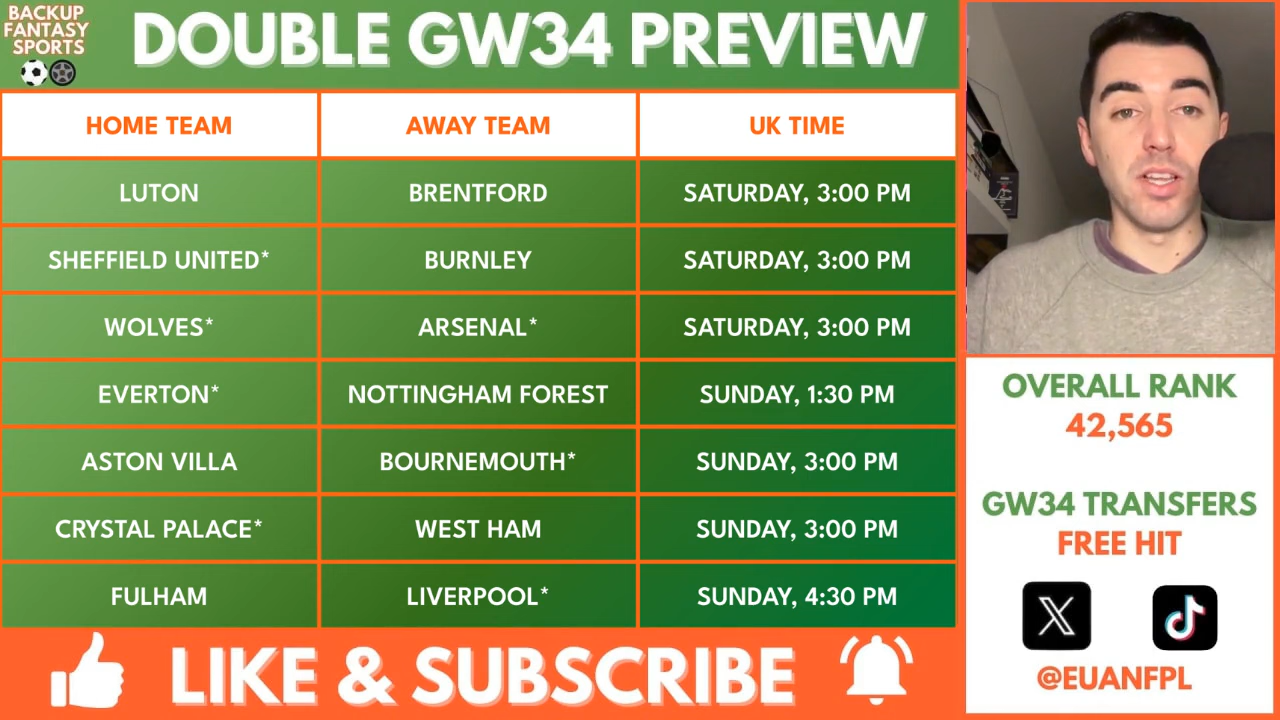 BACKUP
FANTASY
SPORTS
DOUBLE GW34 PREVIEW
HOME TEAM AWAY TEAM UK TIME
LUTON BRENTFORD SATURDAY, 3:00 PM
SHEFFIELD UNITED* BURNLEY SATURDAY, 3:00 PM
WOLVES* ARSENAL* SATURDAY, 3:00 PM
EVERTON* NOTTINGHAM FOREST SUNDAY, 1:30 PM
ASTON VILLA BOURNEMOUTH* SUNDAY, 3:00 PM
CRYSTAL PALACE* WEST HAM SUNDAY, 3:00 PM
FULHAM LIVERPOOL* SUNDAY, 4:30 PM
LIKE & SUBSCRIBE
OVERALL RANK
42,565
GW34 TRANSFERS
FREE HIT
@EUANFPL